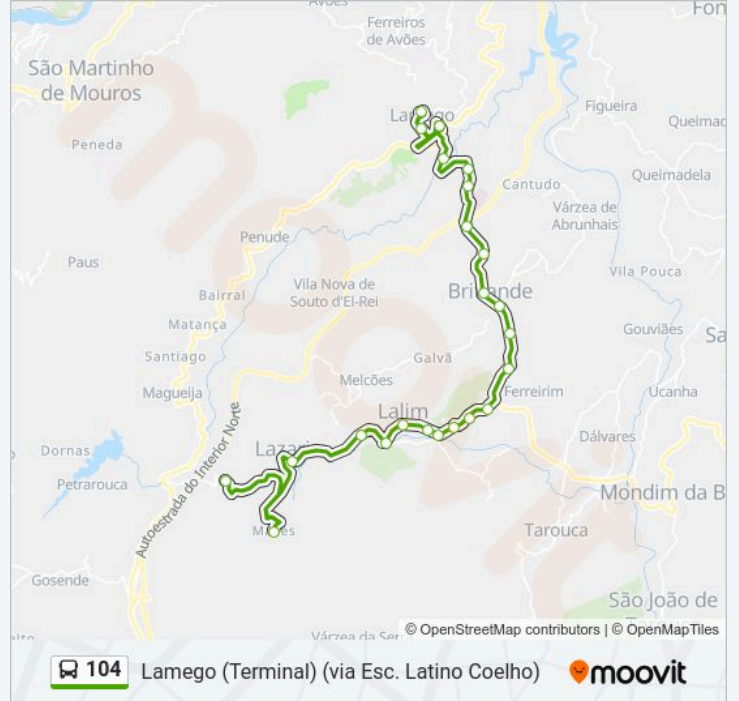 Avões
Fon
Ferreiros
de Avões
São Martinho
de Mouros
Figueira
Queimad
Peneda
Queimadela
Cantudo
Várzea de
Abrunhais
Penude
Paus
Vila Pouca
Vila Nova de
Souto d'El-Rei
Bairral
Matança
Gouviães
Sa
Santiago
Galvã
Melcões
Magueija
Ferreirim
Ucanha
Lalim
Dálvares
Dornas
Petrarouca
Autoestrada do Interior Norte
Mondim da B
Tarouca
Gosende
São João de
© OpenStreetMap contributors | © OpenMapTiles
104 Lamego (Terminal) (via Esc. Latino Coelho)
moovit